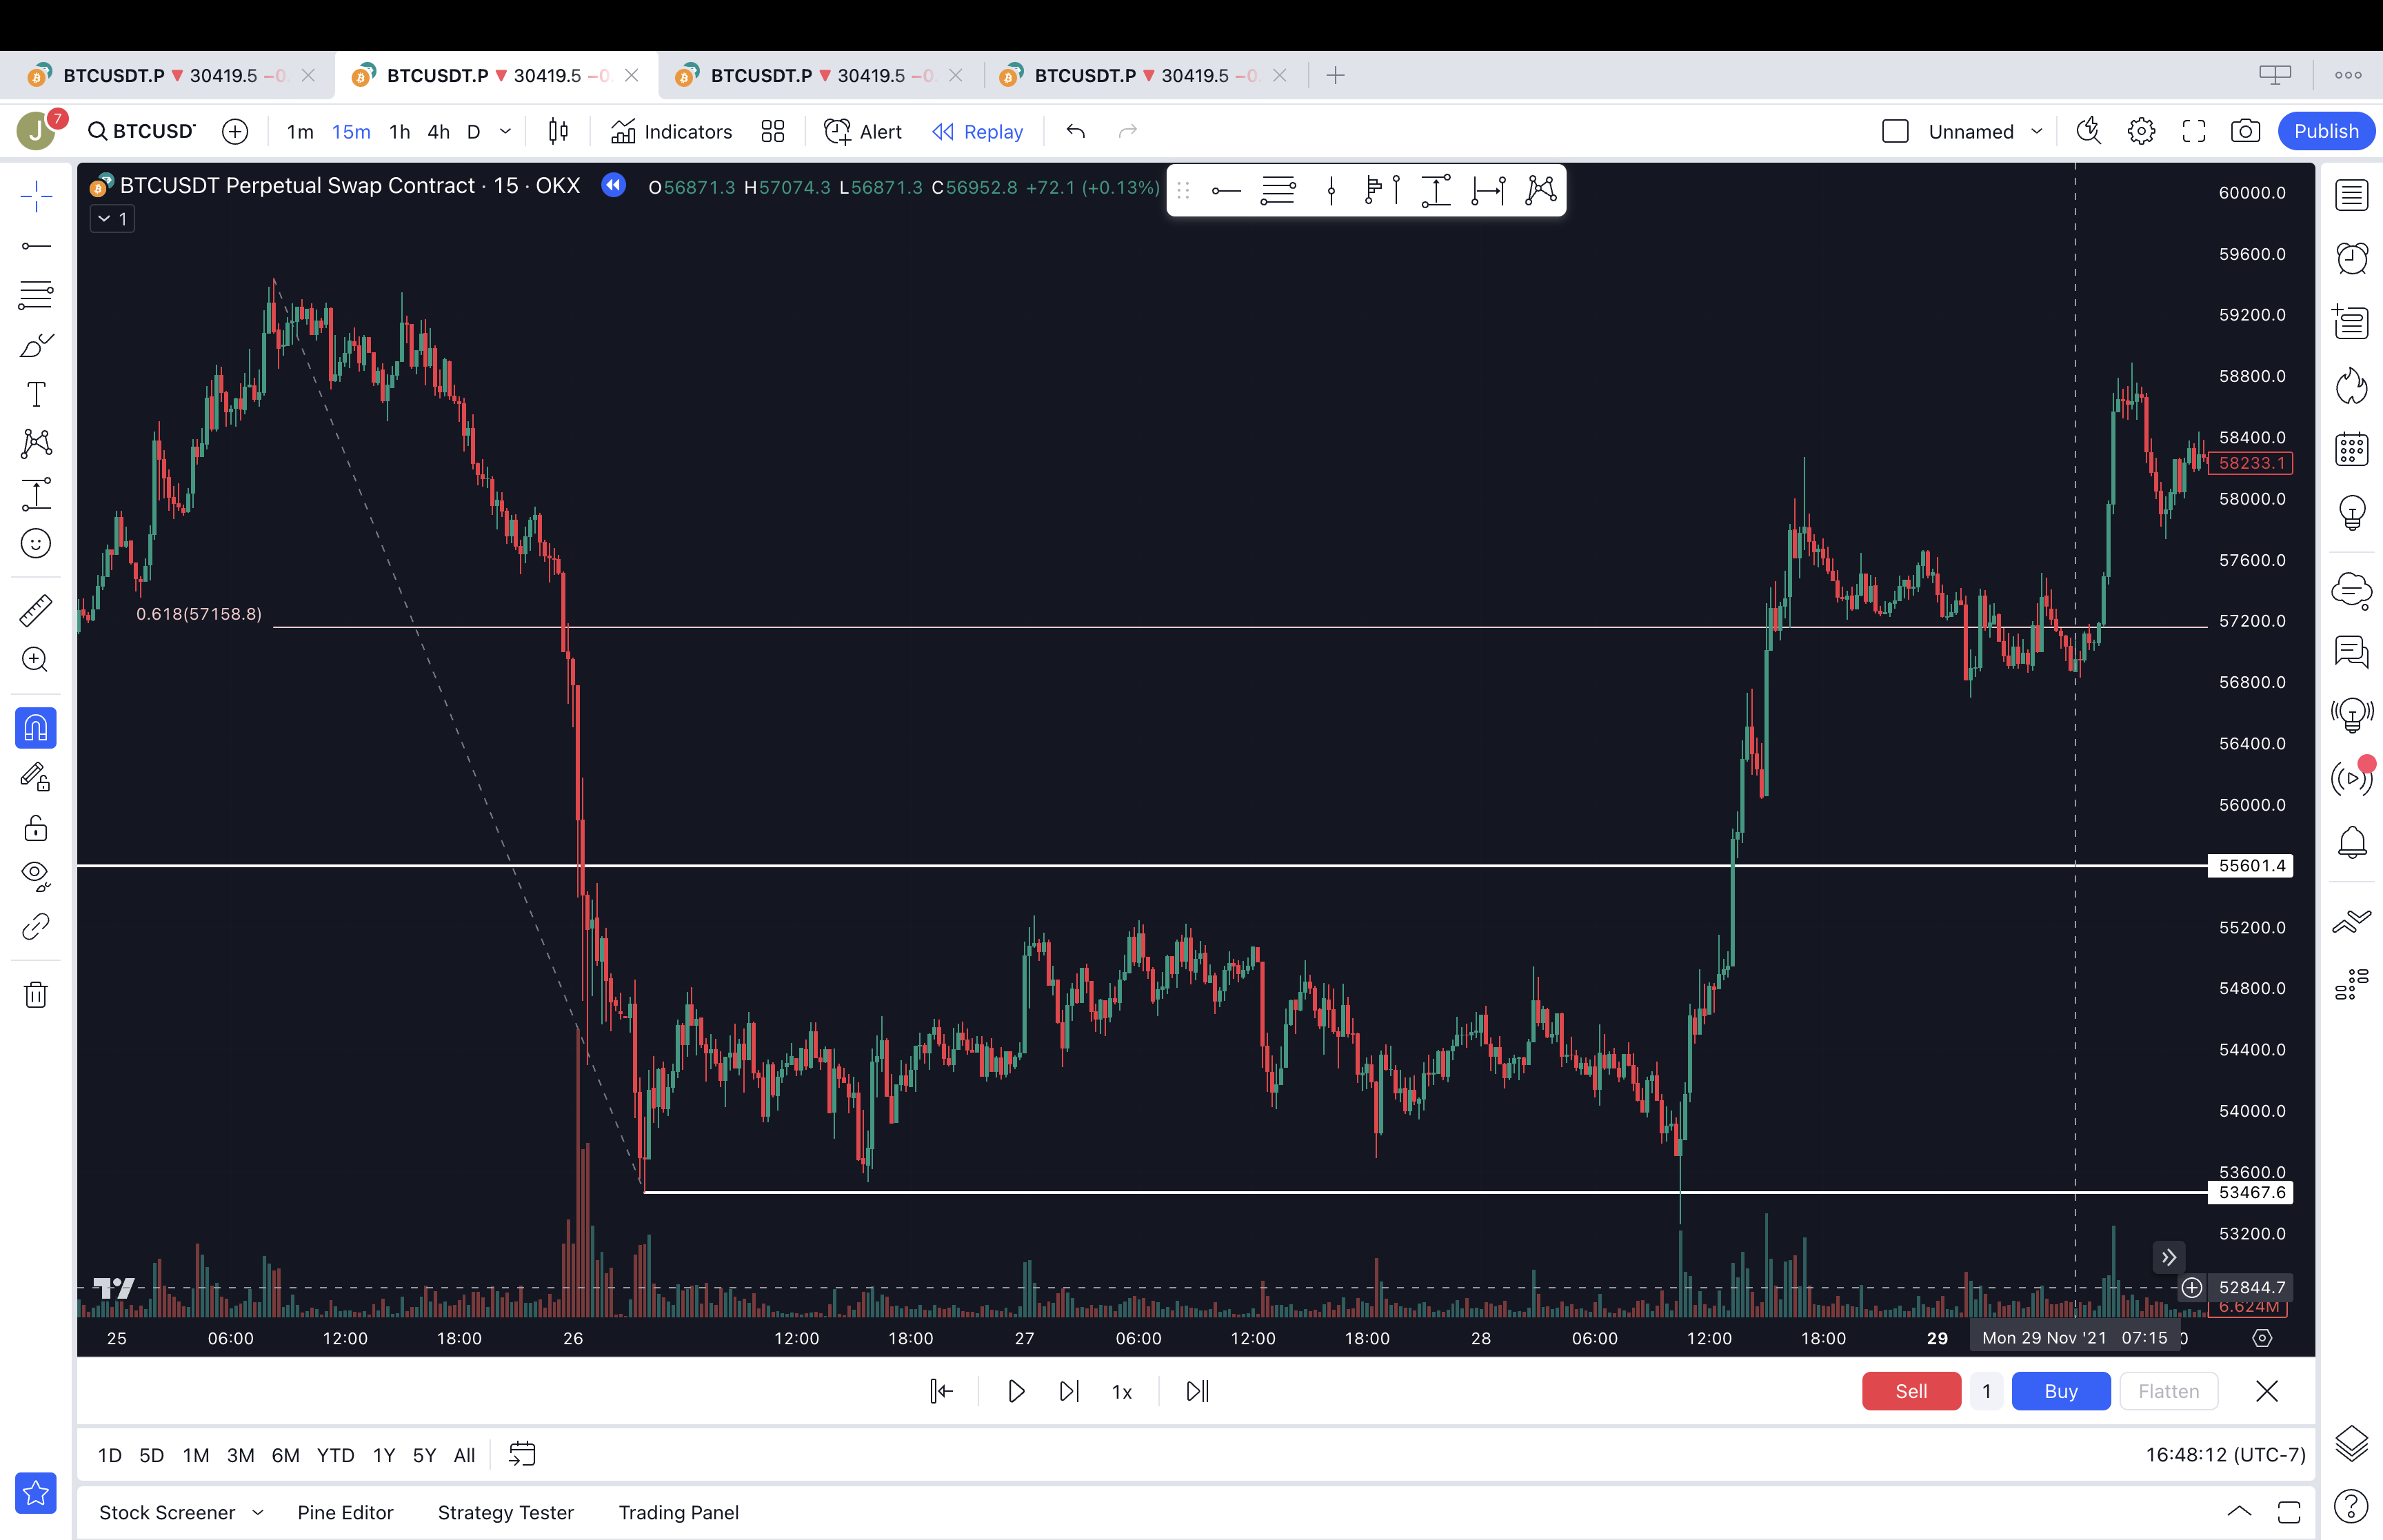 BTCUSDT.P 30419.5 −0. BTCUSDT.P 30419.5 −0. BTCUSDT.P 30419.5 −0. BTCUSDT.P 30419.5 −0.
J 7 BTCUSD 1m 15m 1h 4h D Indicators Alert Replay Unnamed Publish
BTCUSDT Perpetual Swap Contract · 15 · OKX O56871.3 H57074.3 L56871.3 C56952.8 +72.1 (+0.13%)
1
60000.0
59600.0
59200.0
58800.0
58400.0
58233.1
58000.0
57600.0
0.618(57158.8)
57200.0
56800.0
56400.0
56000.0
55601.4
55200.0
54800.0
54400.0
54000.0
53600.0
53467.6
53200.0
52844.7
6.624M
25 06:00 12:00 18:00 26 12:00 18:00 27 06:00 12:00 18:00 28 06:00 12:00 18:00 29 Mon 29 Nov '21 07:15
1x Sell 1 Buy Flatten
1D 5D 1M 3M 6M YTD 1Y 5Y All 16:48:12 (UTC-7)
Stock Screener Pine Editor Strategy Tester Trading Panel